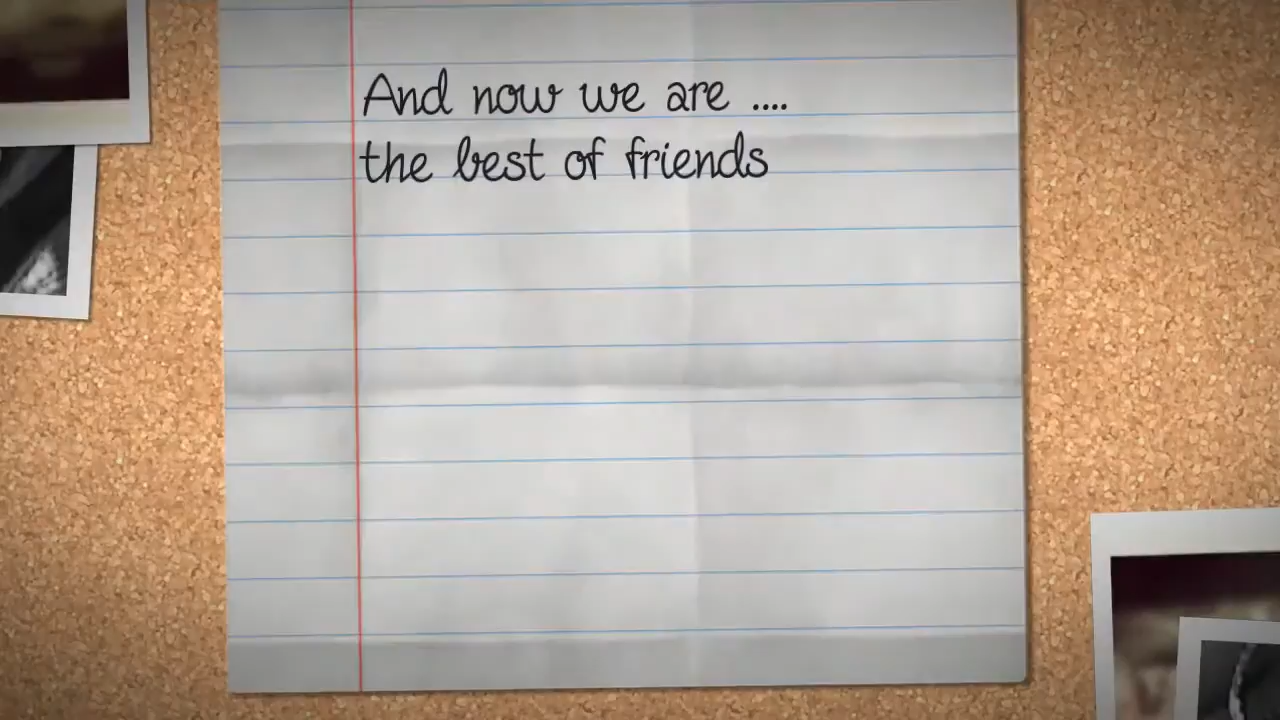 And now we are ....
the best of friends